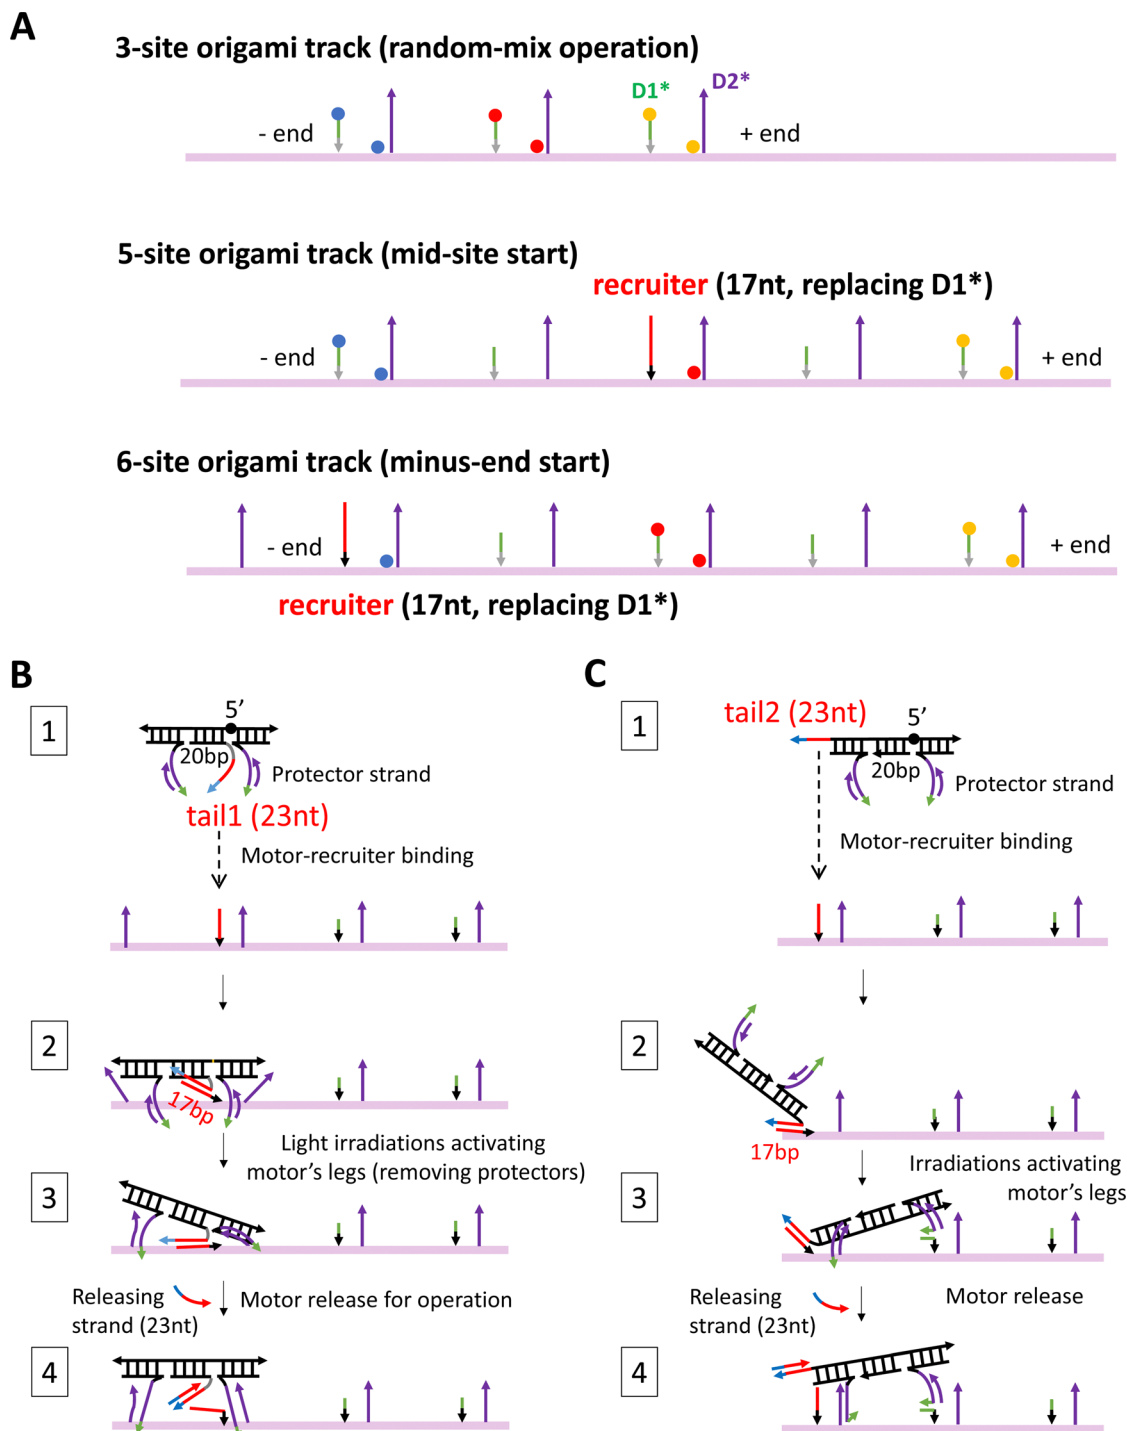 A
3-site origami track (random-mix operation)
D1*
D2*
- end
+ end
5-site origami track (mid-site start)
recruiter (17nt, replacing D1*)
- end
+ end
6-site origami track (minus-end start)
- end
+ end
recruiter (17nt, replacing D1*)
B
1
5’
20bp
Protector strand
tail1 (23nt)
Motor-recruiter binding
2
17bp
Light irradiations activating
motor’s legs (removing protectors)
3
Releasing
strand (23nt)
Motor release for operation
4
C
1
tail2 (23nt)
5’
20bp
Protector strand
Motor-recruiter binding
2
17bp
Irradiations activating
motor’s legs
3
Releasing
strand (23nt)
Motor release
4